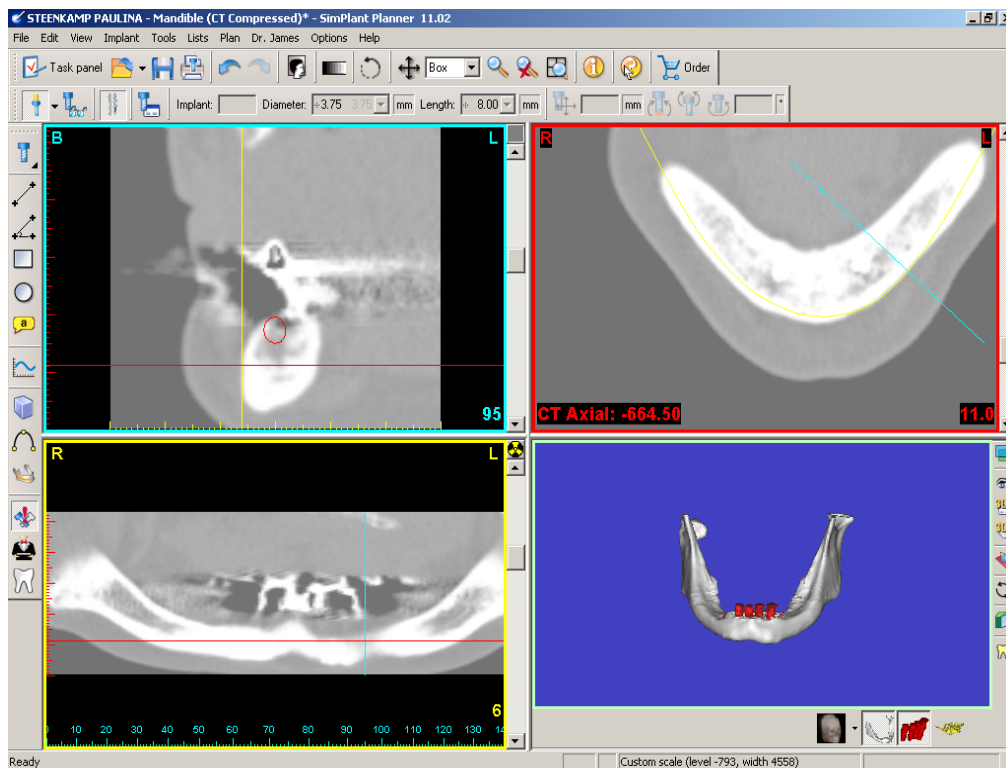 STEENKAMP PAULINA - Mandible (CT Compressed)* - SimPlant Planner 11.02
File Edit View Implant Tools Lists Plan Dr. James Options Help
Task panel Box Order
Implant: Diameter: ÷3.75 3.75 mm Length: ÷ 8.00 mm mm
B L
95
R L
CT Axial: -664.50 11.0
a
R L
6
0 10 20 30 40 50 60 70 80 90 100 110 120 130 14
3D
3D
Ready Custom scale (level -793, width 4558)